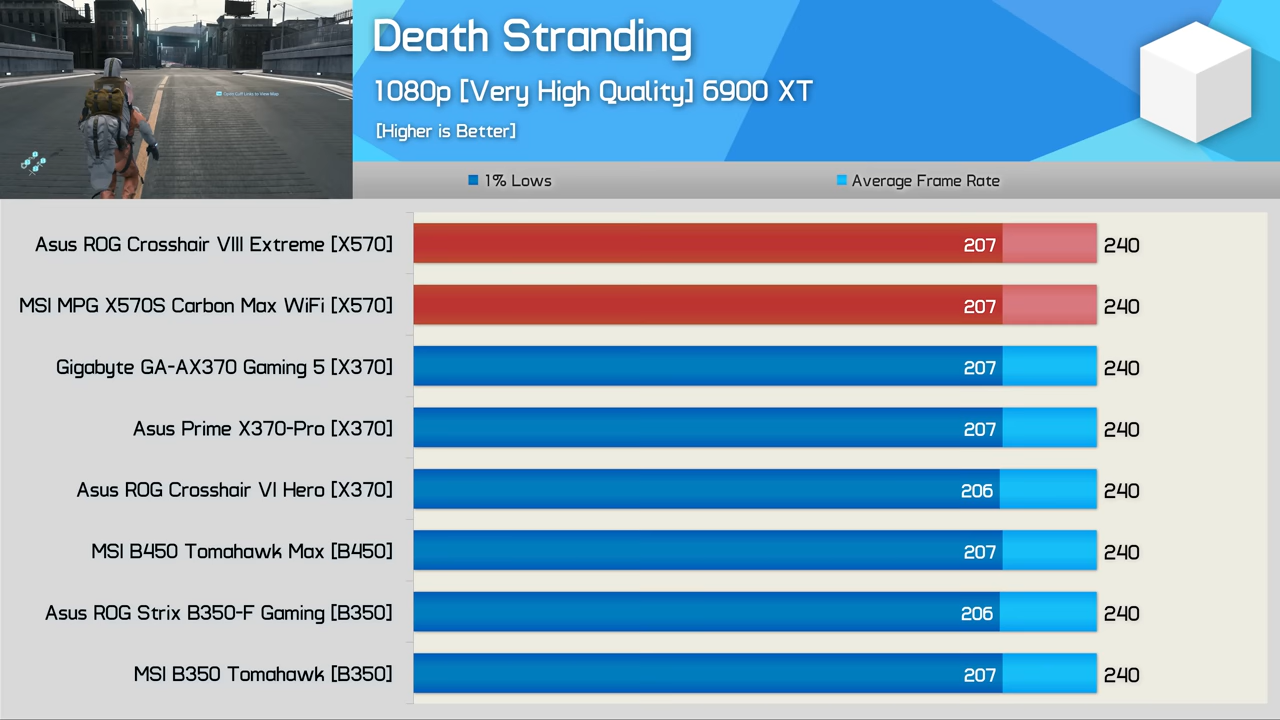 Death Stranding
1080p [Very High Quality] 6900 XT
[Higher is Better]
1% Lows
Average Frame Rate
Asus ROG Crosshair VIII Extreme [X570] 207 240
MSI MPG X570S Carbon Max WiFi [X570] 207 240
Gigabyte GA-AX370 Gaming 5 [X370] 207 240
Asus Prime X370-Pro [X370] 207 240
Asus ROG Crosshair VI Hero [X370] 206 240
MSI B450 Tomahawk Max [B450] 207 240
Asus ROG Strix B350-F Gaming [B350] 206 240
MSI B350 Tomahawk [B350] 207 240